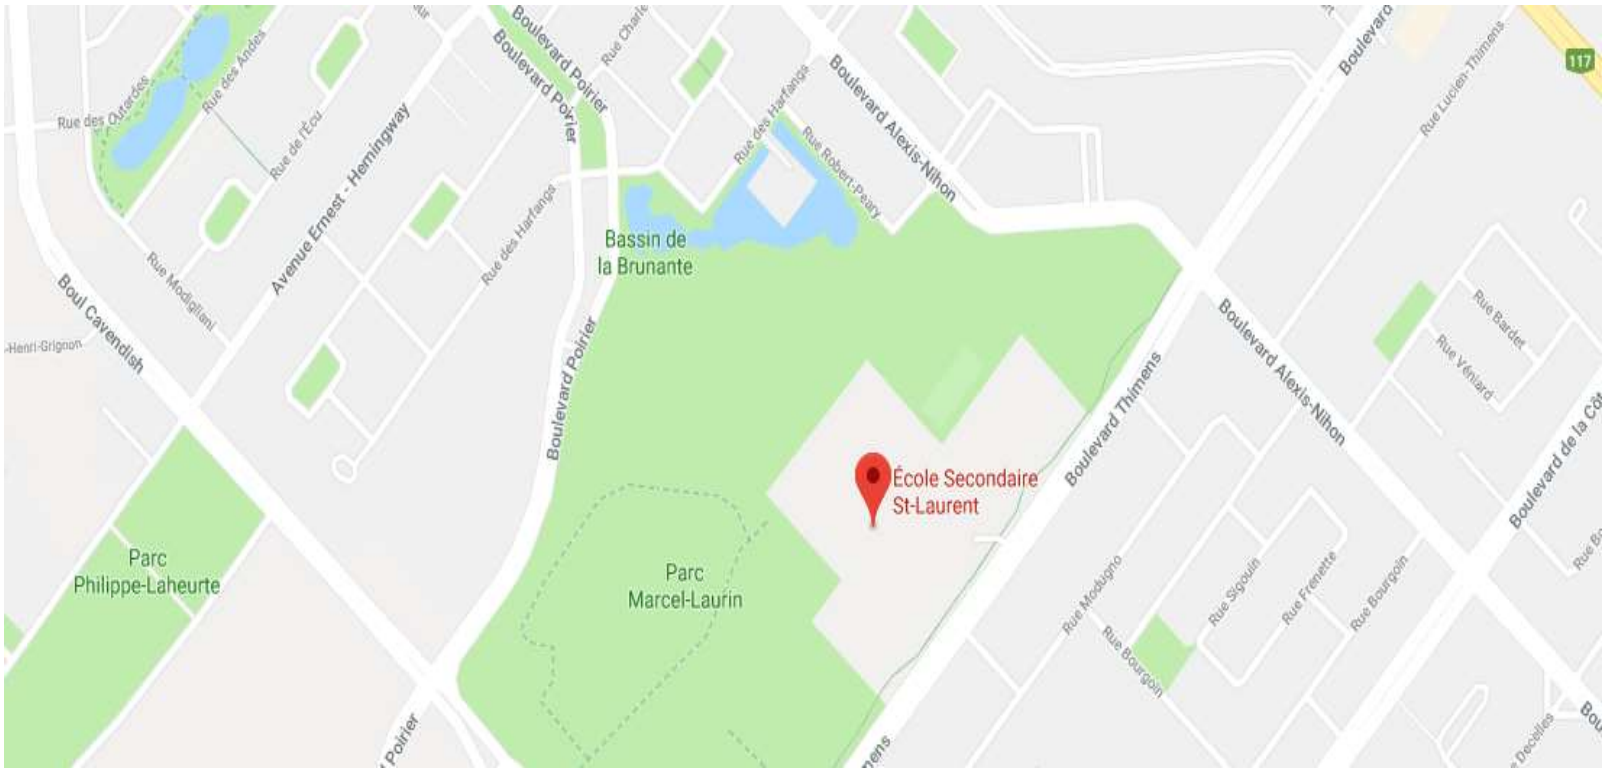 Boulevard Poirier
Boulevard Poirier
Rue Charle
Boulevard
117
Rue des Andes
Rue des Outardes
Rue de l'Écu
Avenue Ernest - Hemingway
Rue des Harfangs
Rue Robert-Peary
Boulevard Alexis-Nihon
Rue Lucien-Thimens
Rue des Harfangs
Bassin de
la Brunante
Rue Modigliani
Boul Cavendish
-Henri-Grignon
Boulevard Poirier
Boulevard Thimens
Boulevard Alexis-Nihon
Rue Bardet
Rue Véniard
Boulevard de la Côt
École Secondaire
St-Laurent
Parc
Philippe-Laheurte
Parc
Marcel-Laurin
Rue Modugno
Rue Bourgoin
Rue Sigouin
Rue Frenette
Rue Bourgoin
Rue Bo
Bou
e Decelles
Poirier
mens